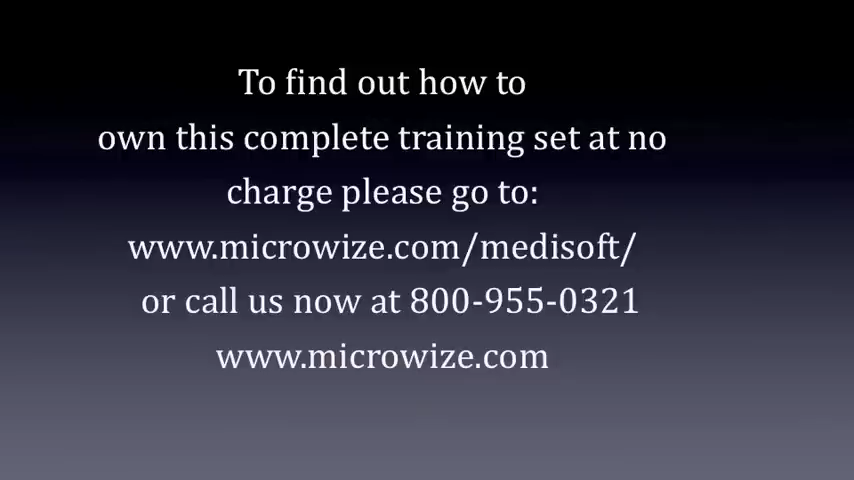 To find out how to
own this complete training set at no
charge please go to:
www.microwize.com/medisoft/
or call us now at 800-955-0321
www.microwize.com